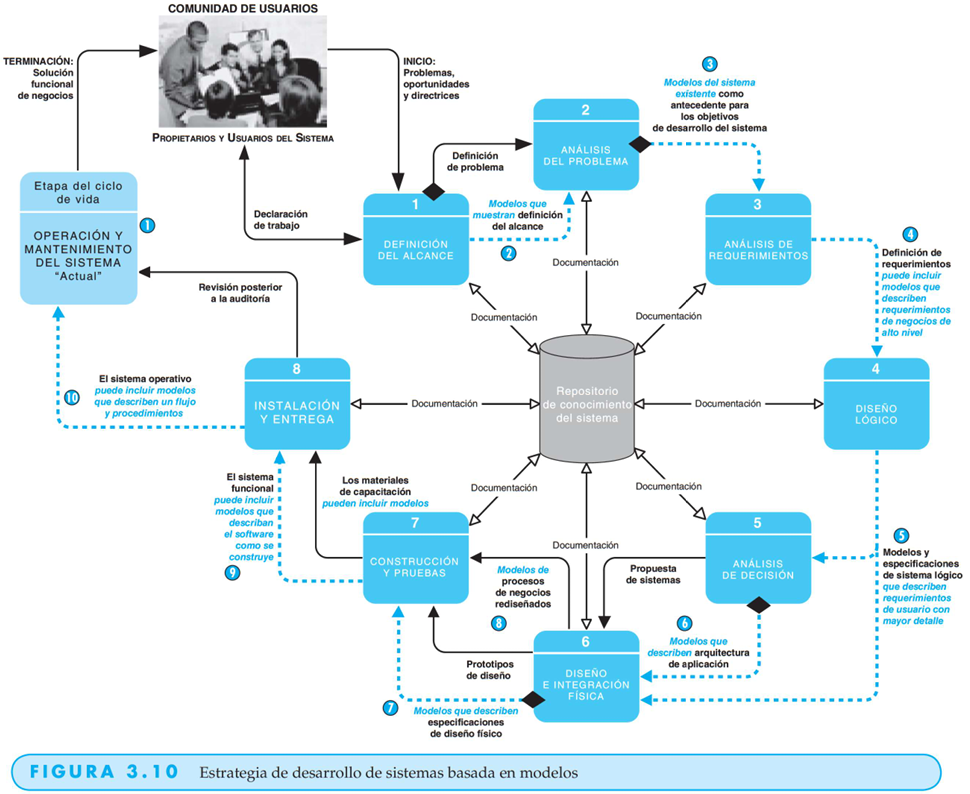 COMUNIDAD DE USUARIOS
TERMINACIÓN:
Solución
funcional
de negocios
INICIO:
Problemas,
oportunidades
y directrices
PROPIETARIOS Y USUARIOS DEL SISTEMA
Declaración
de trabajo
Definición
de problema
1
DEFINICIÓN
DEL ALCANCE
Modelos que
muestran definición
del alcance
2
2
ANÁLISIS
DEL PROBLEMA
3
Modelos del sistema
existente como
antecedente para
los objetivos
de desarrollo del sistema
3
ANÁLISIS DE
REQUERIMIENTOS
4
Definición de
requerimientos
puede incluir
modelos que
describen
requerimientos
de negocios de
alto nivel
Etapa del ciclo
de vida
OPERACIÓN Y
MANTENIMIENTO
DEL SISTEMA
“Actual”
1
Revisión posterior
a la auditoría
Documentación
Documentación
Documentación
Repositorio
de conocimiento
del sistema
Documentación
Documentación
4
DISEÑO
LÓGICO
8
INSTALACIÓN
Y ENTREGA
10
El sistema operativo
puede incluir modelos
que describen un flujo
y procedimientos
El sistema
funcional
puede incluir
modelos que
describan
el software
como se
construye
9
Los materiales
de capacitación
pueden incluir modelos
Documentación
Documentación
Documentación
7
CONSTRUCCIÓN
Y PRUEBAS
Modelos de
procesos
de negocios
rediseñados
8
Propuesta
de sistemas
5
ANÁLISIS
DE DECISIÓN
5
Modelos y
especificaciones
de sistema lógico
que describen
requerimientos
de usuario con
mayor detalle
6
Modelos que
describen arquitectura
de aplicación
6
DISEÑO
E INTEGRACIÓN
FÍSICA
Prototipos
de diseño
7
Modelos que describen
especificaciones
de diseño físico
FIGURA 3.10 Estrategia de desarrollo de sistemas basada en modelos